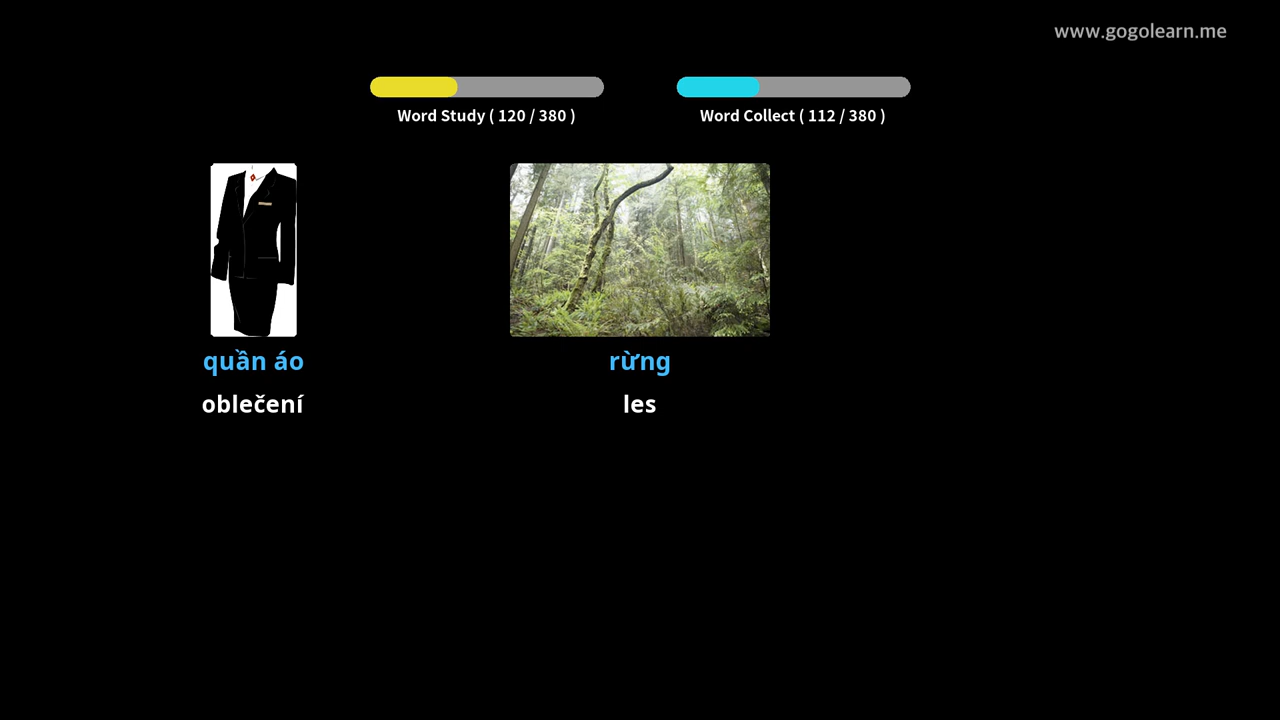 www.gogolearn.me
Word Study ( 120 / 380 )
Word Collect ( 112 / 380 )
quần áo
oblečení
rừng
les